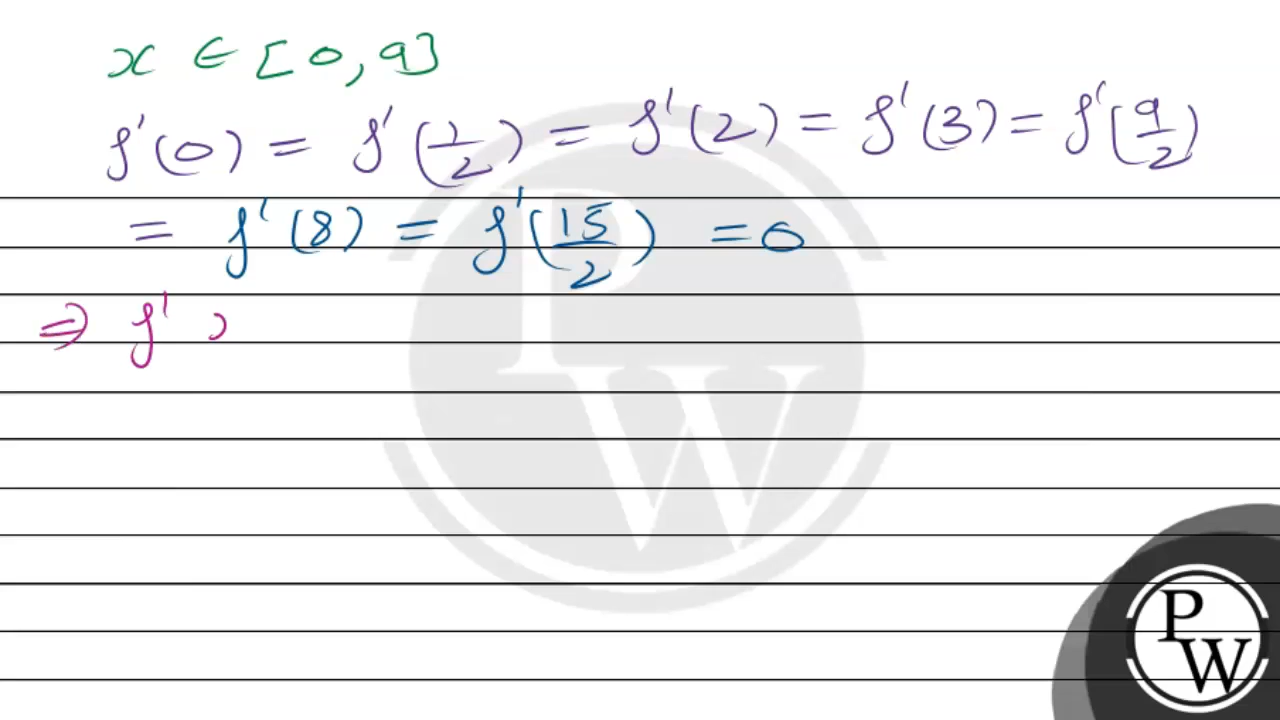 x ∈ [0, 9]
f'(0) = f'(1/2) = f'(2) = f'(3) = f'(9/2)
= f'(8) = f'(15/2) = 0
⇒ f'
P
W
P
W